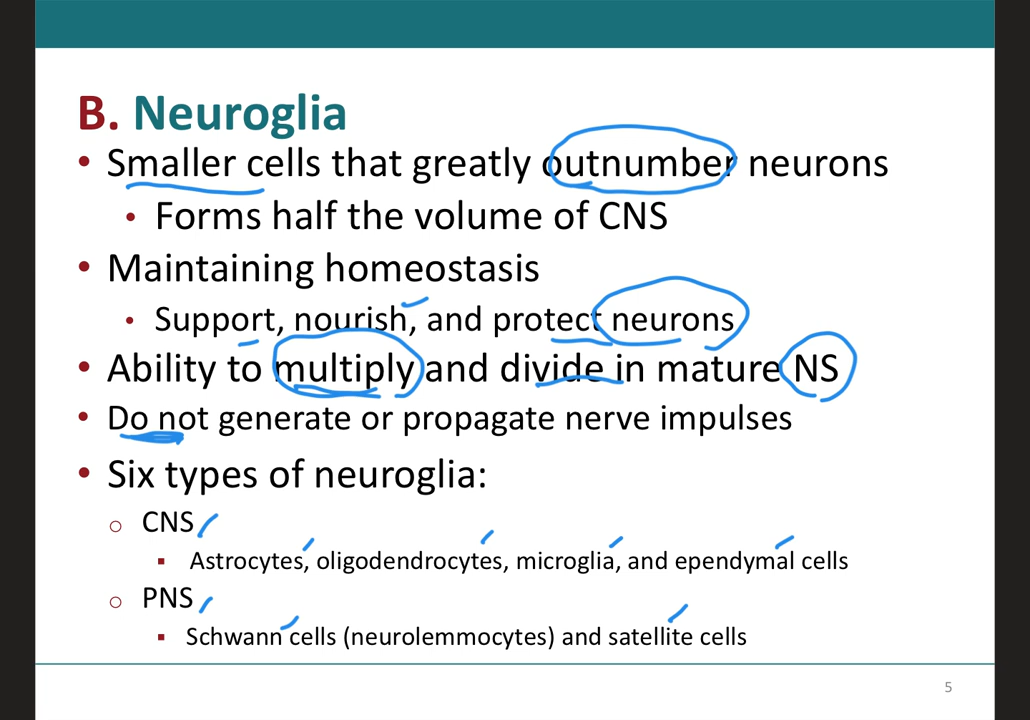 B. Neuroglia
• Smaller cells that greatly outnumber neurons
• Forms half the volume of CNS
• Maintaining homeostasis
• Support, nourish, and protect neurons
• Ability to multiply and divide in mature NS
• Do not generate or propagate nerve impulses
• Six types of neuroglia:
o CNS
▪ Astrocytes, oligodendrocytes, microglia, and ependymal cells
o PNS
▪ Schwann cells (neurolemmocytes) and satellite cells
5